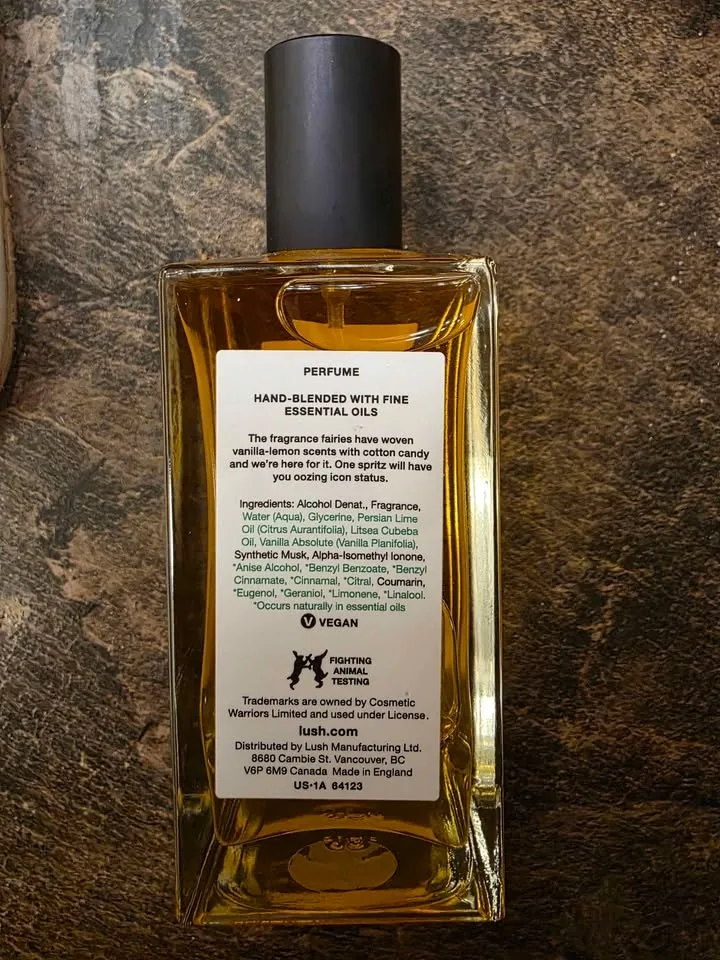 PERFUME
HAND-BLENDED WITH FINE
ESSENTIAL OILS
The fragrance fairies have woven
vanilla-lemon scents with cotton candy
and we're here for it. One spritz will have
you oozing icon status.
Ingredients: Alcohol Denat., Fragrance,
Water (Aqua), Glycerine, Persian Lime
Oil (Citrus Aurantifolia), Litsea Cubeba
Oil, Vanilla Absolute (Vanilla Planifolia),
Synthetic Musk, Alpha-Isomethyl Ionone,
*Anise Alcohol, *Benzyl Benzoate, *Benzyl
Cinnamate, *Cinnamal, *Citral, Coumarin,
*Eugenol, *Geraniol, *Limonene, *Linalool.
*Occurs naturally in essential oils
V VEGAN
FIGHTING
ANIMAL
TESTING
Trademarks are owned by Cosmetic
Warriors Limited and used under License.
lush.com
Distributed by Lush Manufacturing Ltd.
8680 Cambie St. Vancouver, BC
V6P 6M9 Canada Made in England
US·1A 64123